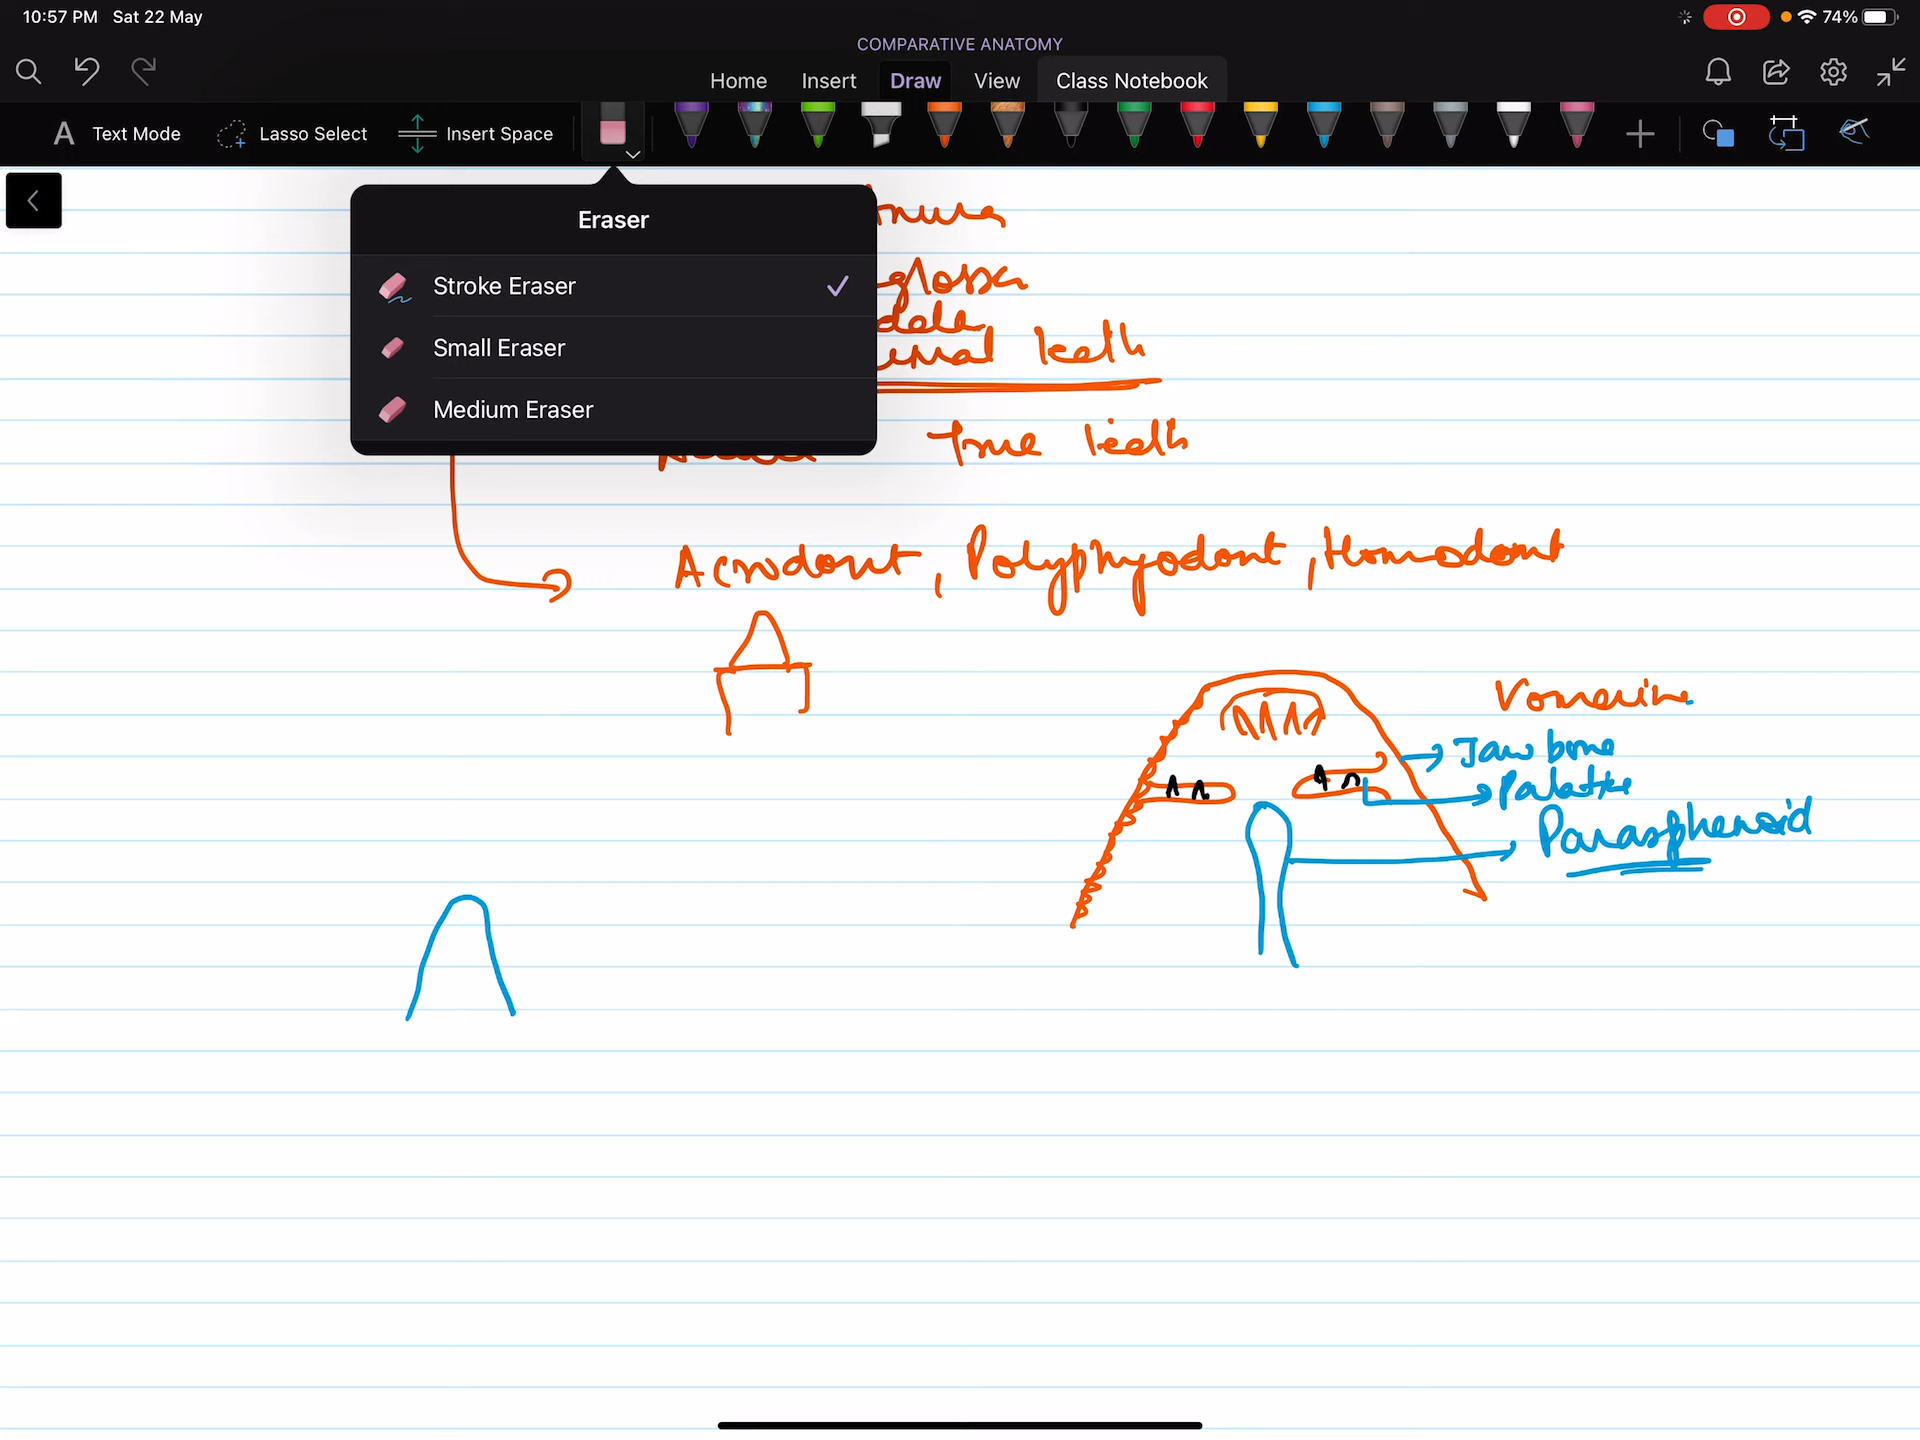 10:57 PM Sat 22 May
74%
COMPARATIVE ANATOMY
Home Insert Draw View Class Notebook
Text Mode Lasso Select Insert Space
Eraser
Stroke Eraser
Small Eraser
Medium Eraser
glossa
teeth
True teeth
Acrodont, Polyphyodont, Homodont
Vomerine
Jaw bone
Parasphenoid